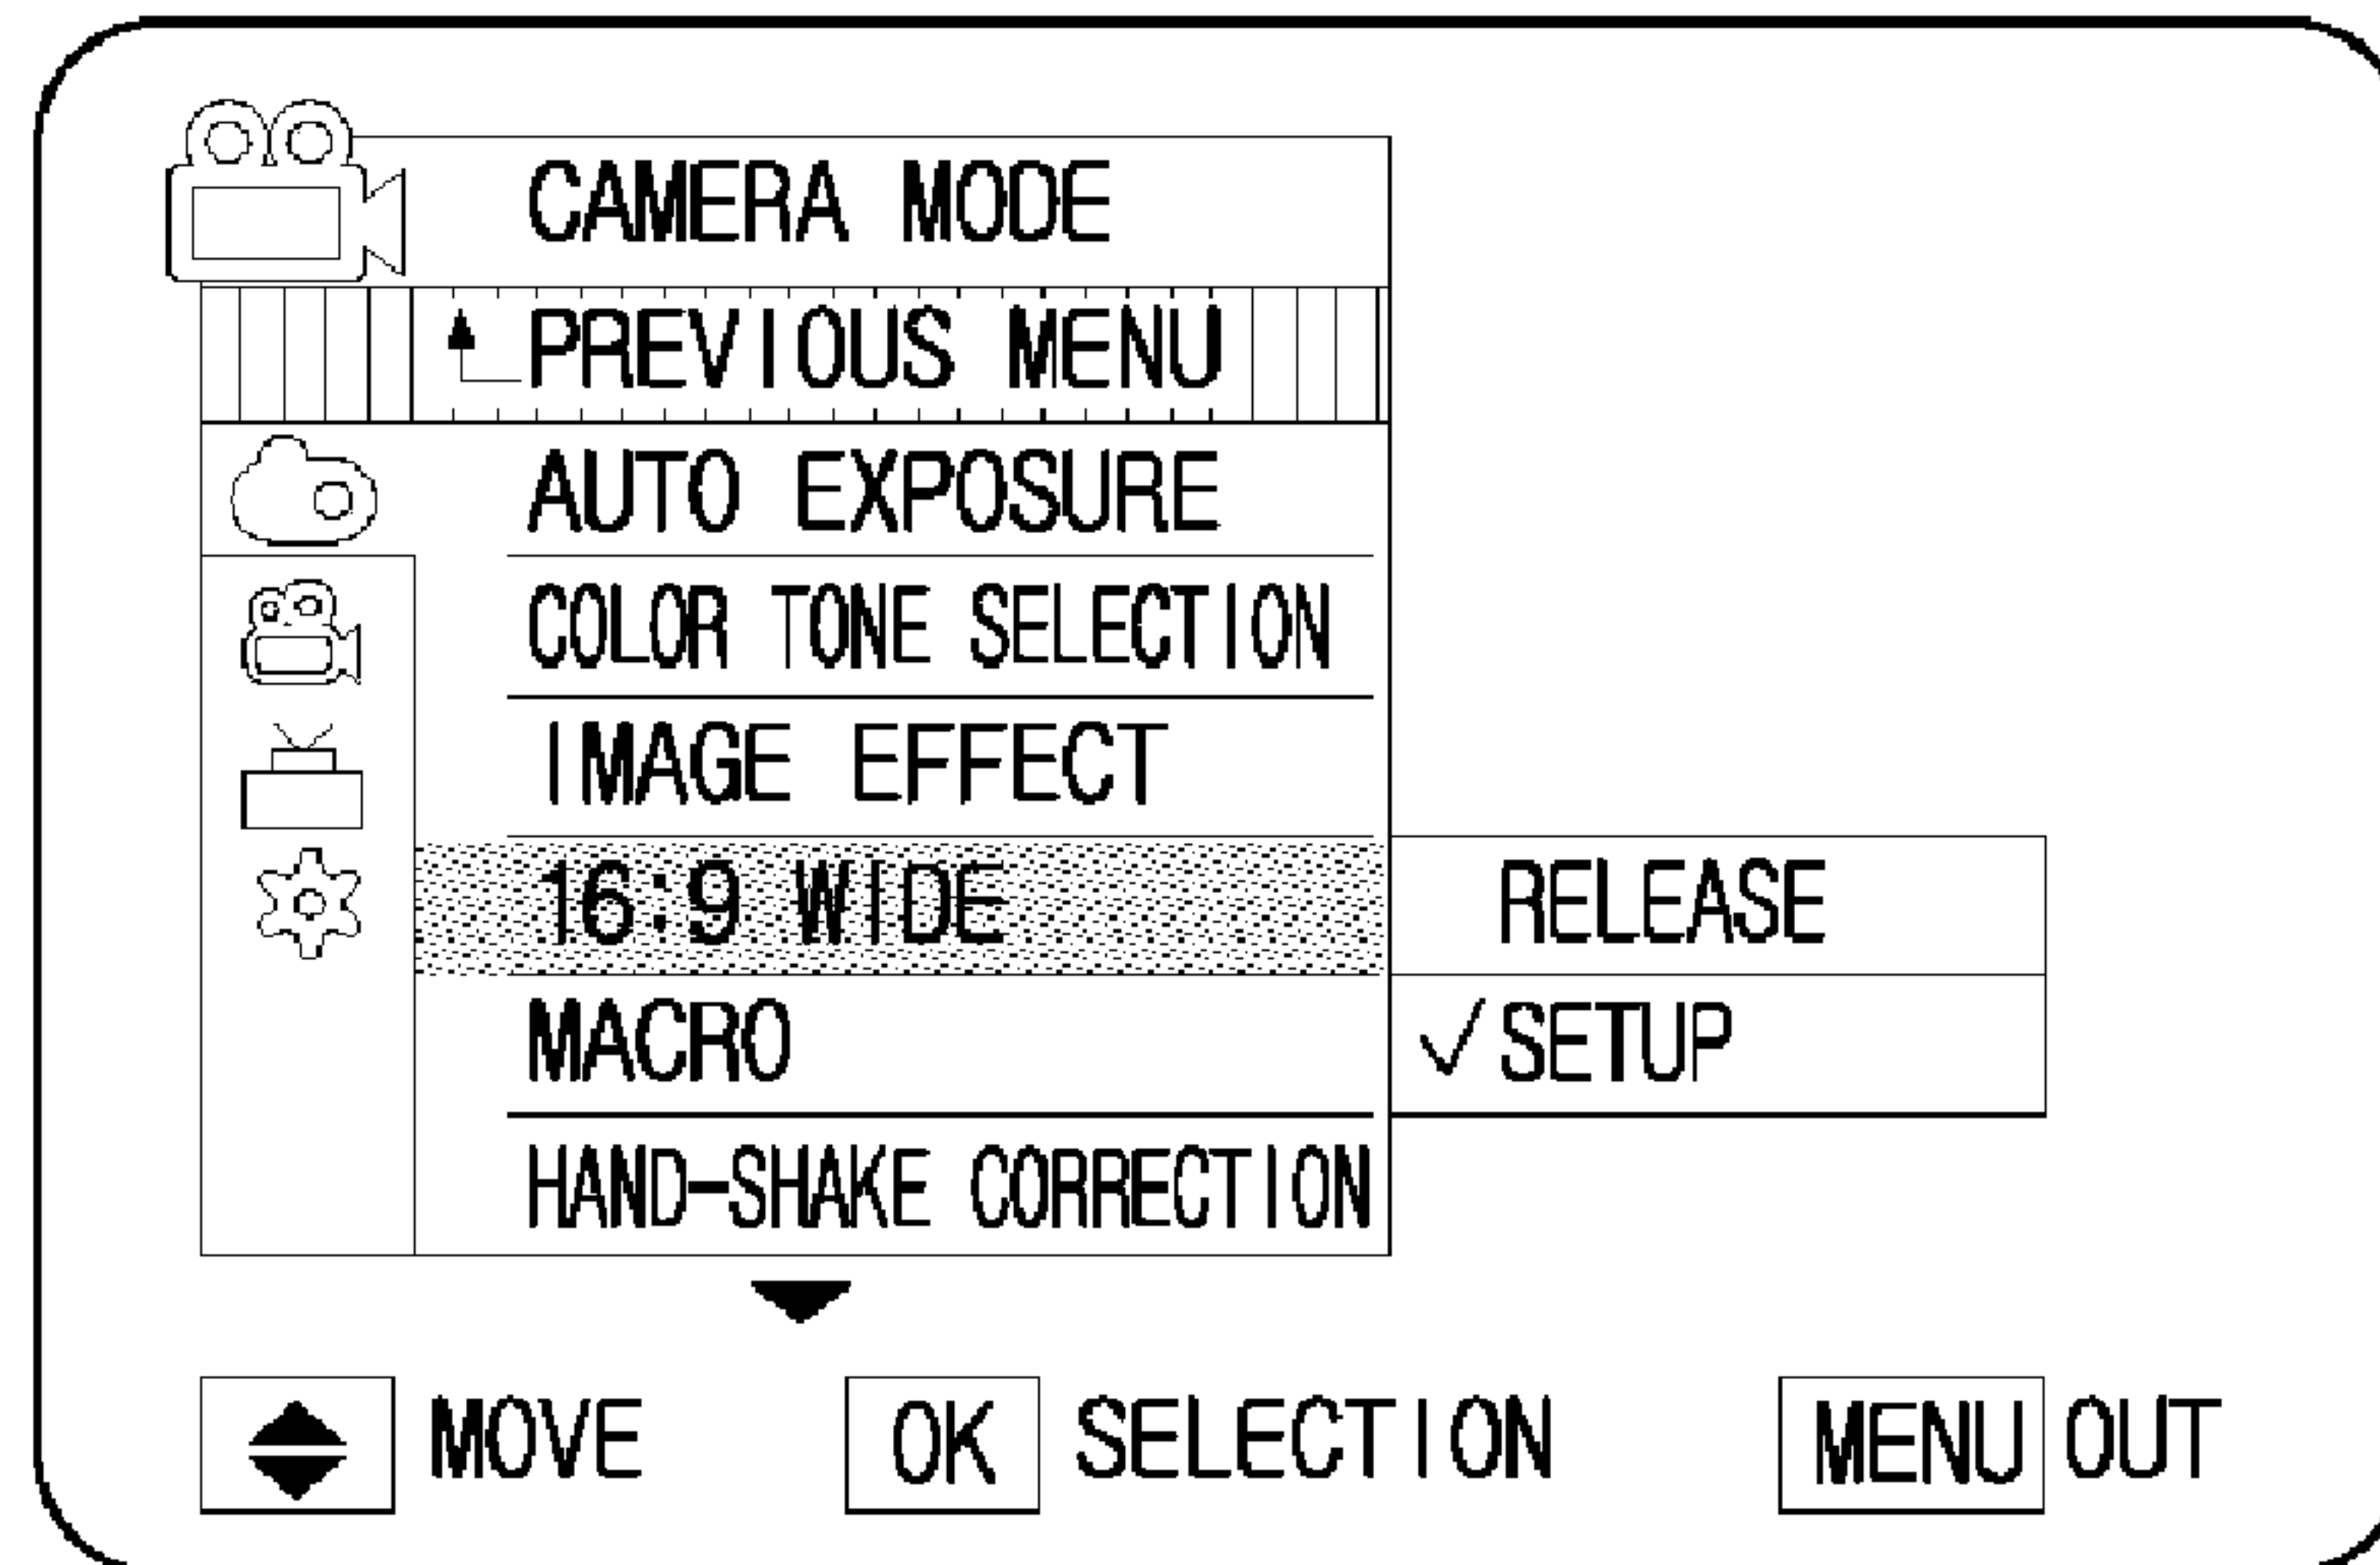 CAMERA MODE
PREVIOUS MENU
AUTO EXPOSURE
COLOR TONE SELECTION
IMAGE EFFECT
16:9 WIDE
RELEASE
MACRO
✓SETUP
HAND-SHAKE CORRECTION
MOVE OK SELECTION MENU OUT